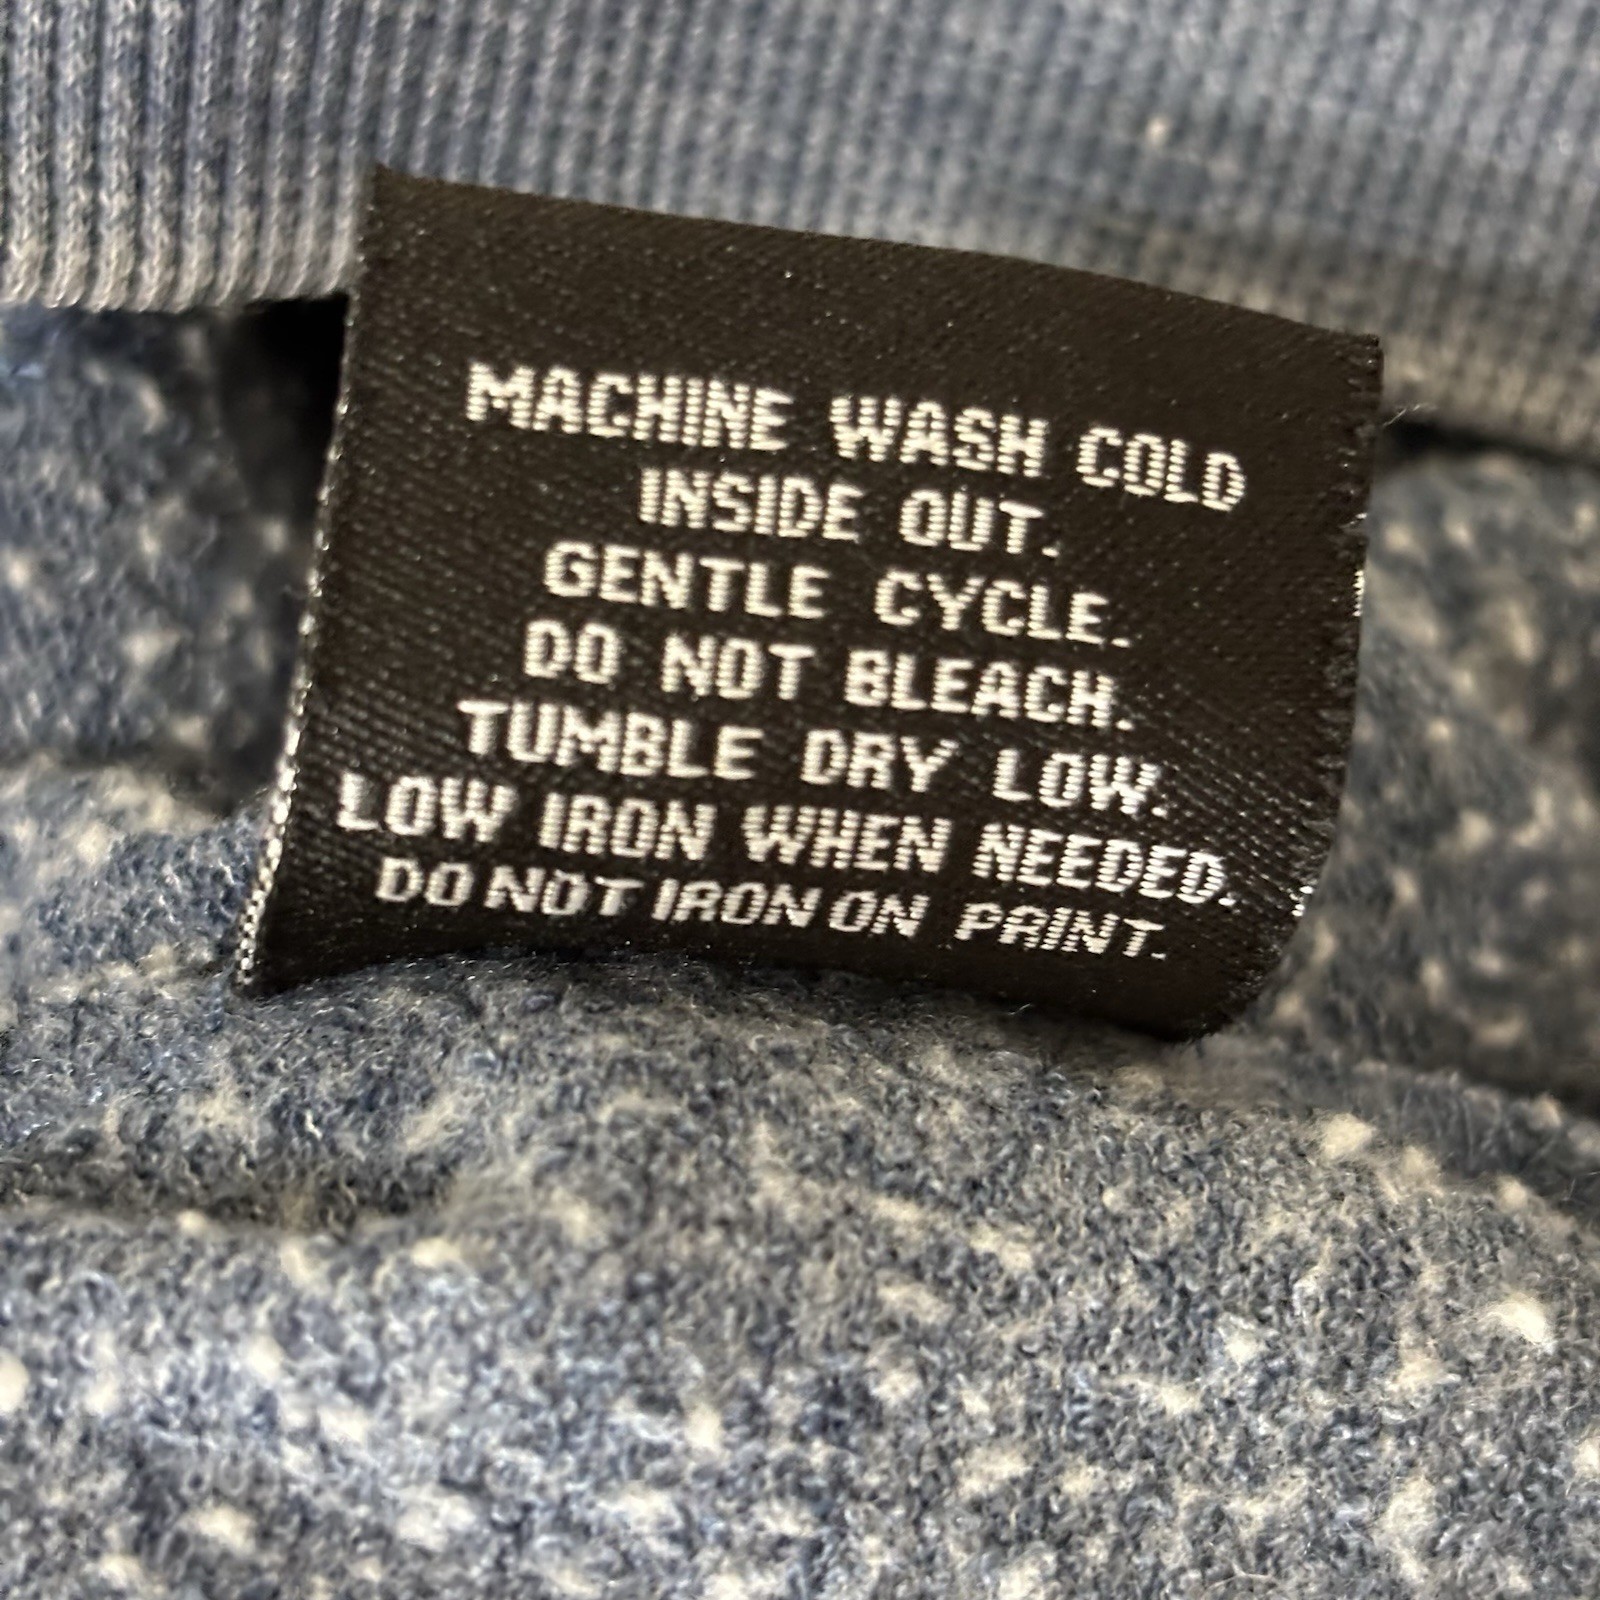 MACHINE WASH COLD
INSIDE OUT.
GENTLE CYCLE.
DO NOT BLEACH.
TUMBLE DRY LOW.
LOW IRON WHEN NEEDED.
DO NOT IRON ON PRINT.